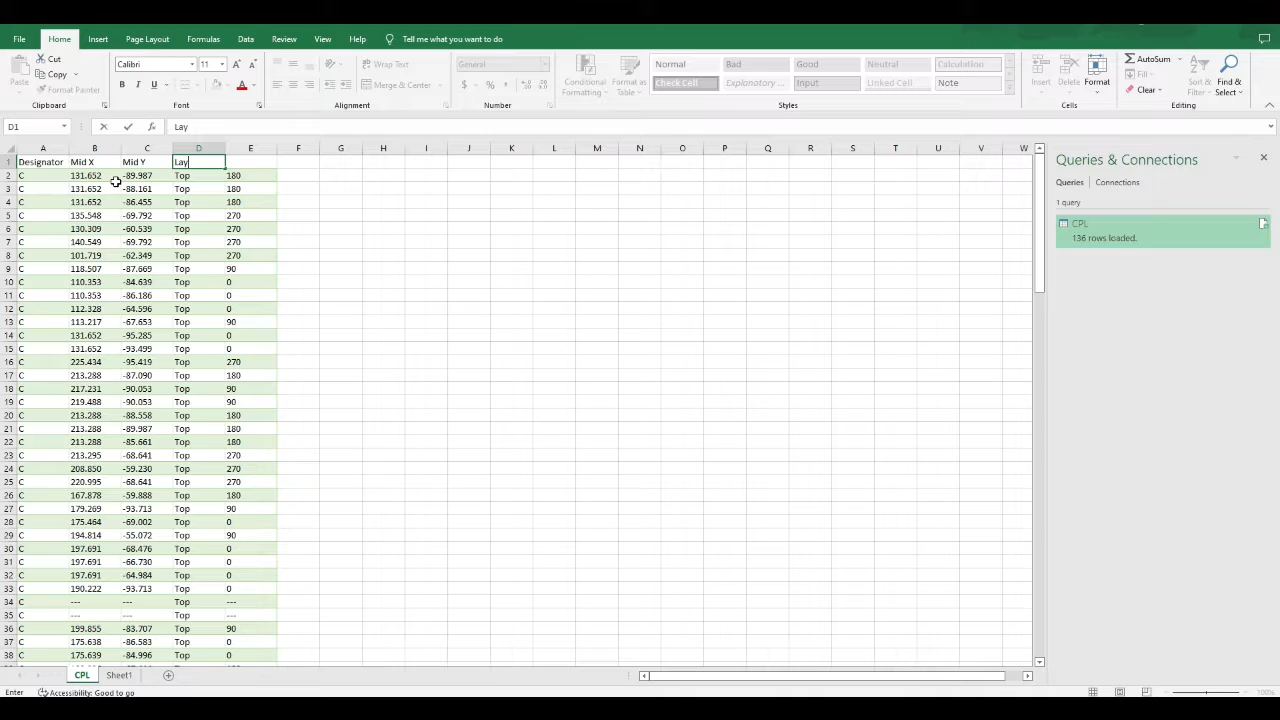 File Home Insert Page Layout Formulas Data Review View Help Tell me what you want to do
Cut
Copy
Format Painter
Paste
Clipboard
Calibri 11
Font
Wrap Text
Merge & Center
Alignment
General
Number
Conditional Formatting
Format as Table
Normal Bad Good Neutral Calculation
Check Cell Explanatory ... Input Linked Cell Note
Styles
Insert Delete Format
Cells
AutoSum
Fill
Clear
Sort & Filter
Find & Select
Editing
D1 Lay
A B C D E F G H I J K L M N O P Q R S T U V W
1 Designator Mid X Mid Y Lay
2 C 131.652 -89.987 Top 180
3 C 131.652 -88.161 Top 180
4 C 131.652 -86.455 Top 180
5 C 135.548 -69.792 Top 270
6 C 130.309 -60.539 Top 270
7 C 140.549 -69.792 Top 270
8 C 101.719 -62.349 Top 270
9 C 118.507 -87.669 Top 90
10 C 110.353 -84.639 Top 0
11 C 110.353 -86.186 Top 0
12 C 112.328 -64.596 Top 0
13 C 113.217 -67.653 Top 90
14 C 131.652 -95.285 Top 0
15 C 131.652 -93.499 Top 0
16 C 225.434 -95.419 Top 270
17 C 213.288 -87.090 Top 180
18 C 217.231 -90.053 Top 90
19 C 219.488 -90.053 Top 90
20 C 213.288 -88.558 Top 180
21 C 213.288 -89.987 Top 180
22 C 213.288 -85.661 Top 180
23 C 213.295 -68.641 Top 270
24 C 208.850 -59.230 Top 270
25 C 220.995 -68.641 Top 270
26 C 167.878 -59.888 Top 180
27 C 179.269 -93.713 Top 90
28 C 175.464 -69.002 Top 0
29 C 194.814 -55.072 Top 90
30 C 197.691 -68.476 Top 0
31 C 197.691 -66.730 Top 0
32 C 197.691 -64.984 Top 0
33 C 190.222 -93.713 Top 0
34 C --- --- Top ---
35 C --- --- Top ---
36 C 199.855 -83.707 Top 90
37 C 175.638 -86.583 Top 0
38 C 175.639 -84.996 Top 0
Queries & Connections
Queries Connections
1 query
CPL
136 rows loaded.
CPL Sheet1
Enter Accessibility: Good to go
100%